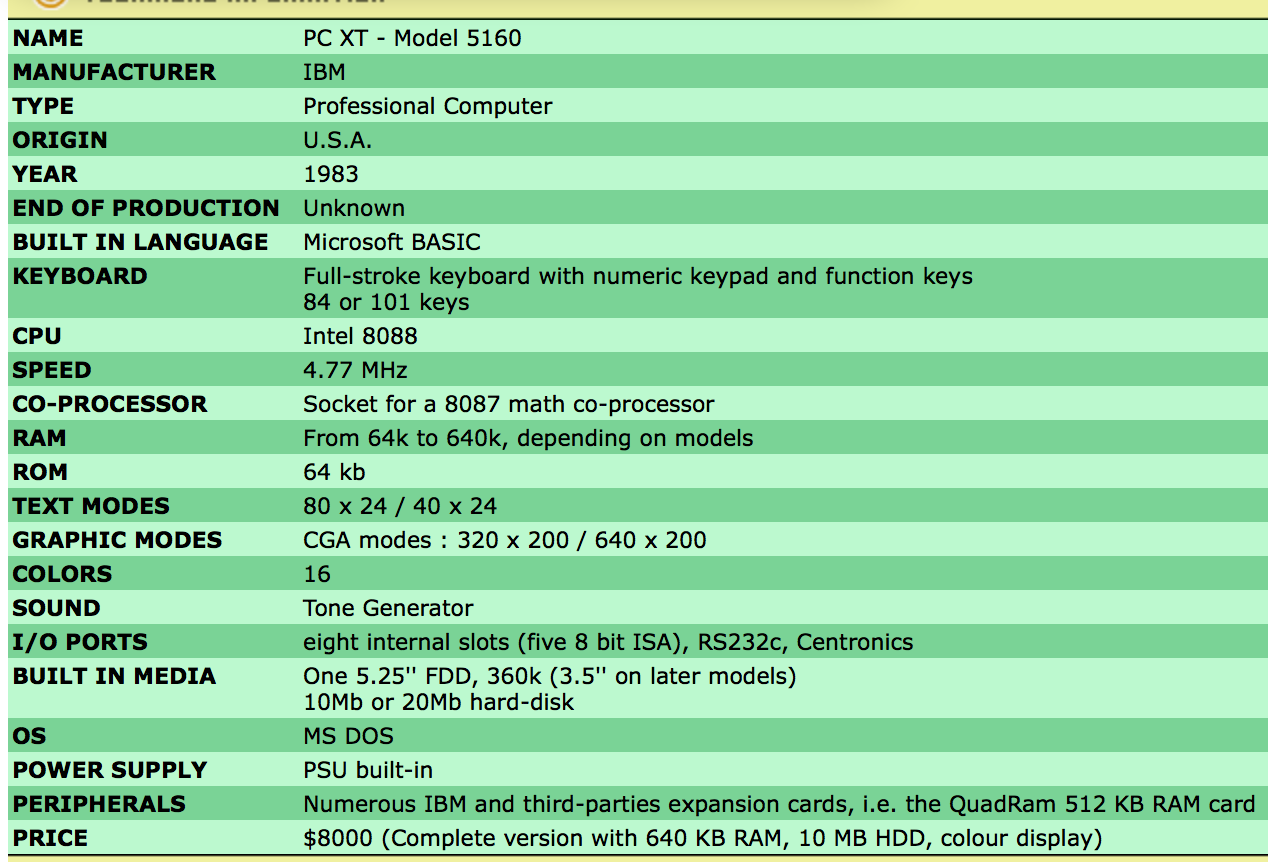 NAME PC XT - Model 5160
MANUFACTURER IBM
TYPE Professional Computer
ORIGIN U.S.A.
YEAR 1983
END OF PRODUCTION Unknown
BUILT IN LANGUAGE Microsoft BASIC
KEYBOARD Full-stroke keyboard with numeric keypad and function keys
84 or 101 keys
CPU Intel 8088
SPEED 4.77 MHz
CO-PROCESSOR Socket for a 8087 math co-processor
RAM From 64k to 640k, depending on models
ROM 64 kb
TEXT MODES 80 x 24 / 40 x 24
GRAPHIC MODES CGA modes : 320 x 200 / 640 x 200
COLORS 16
SOUND Tone Generator
I/O PORTS eight internal slots (five 8 bit ISA), RS232c, Centronics
BUILT IN MEDIA One 5.25'' FDD, 360k (3.5'' on later models)
10Mb or 20Mb hard-disk
OS MS DOS
POWER SUPPLY PSU built-in
PERIPHERALS Numerous IBM and third-parties expansion cards, i.e. the QuadRam 512 KB RAM card
PRICE $8000 (Complete version with 640 KB RAM, 10 MB HDD, colour display)